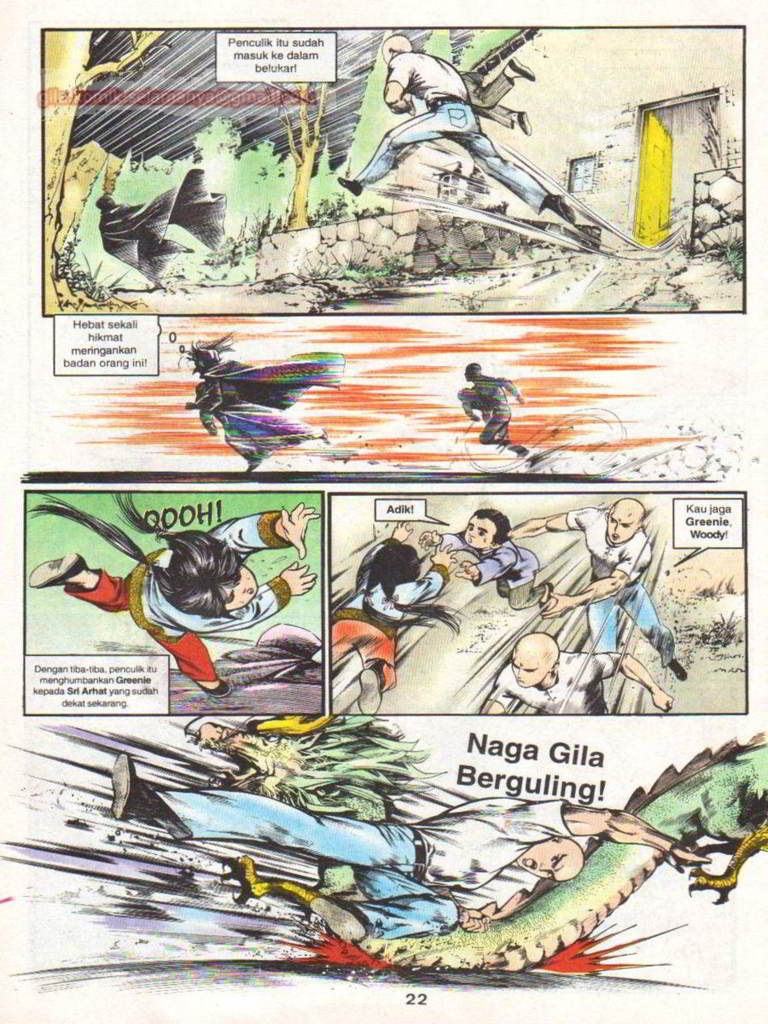 Penculik itu sudah
masuk ke dalam
belukar!
Hebat sekali
hikmat
meringankan
badan orang ini!
OOOH!
Dengan tiba-tiba, penculik itu
menghumbankan Greenie
kepada Sri Arhat yang sudah
dekat sekarang.
Adik!
Kau jaga
Greenie,
Woody!
Naga Gila
Berguling!
22